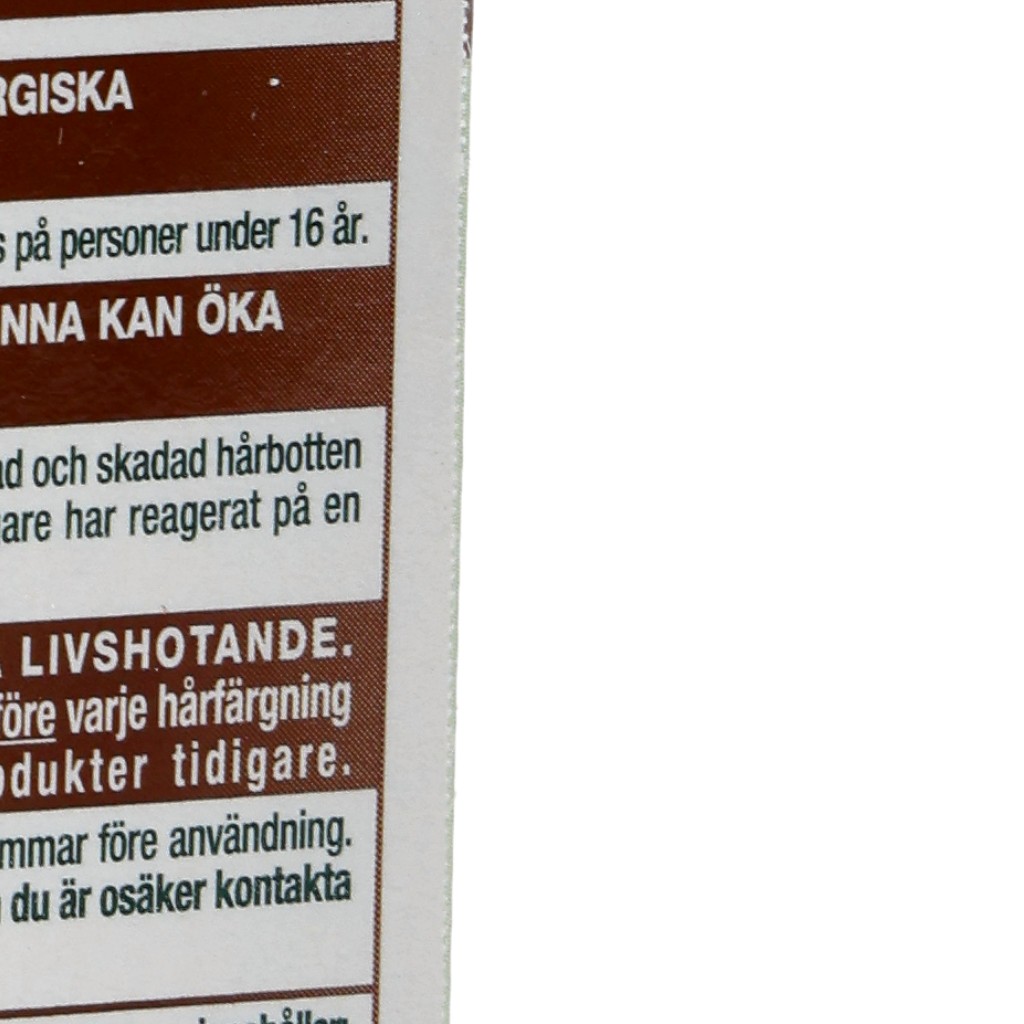 RGISKA
på personer under 16 år.
NNA KAN ÖKA
ad och skadad hårbotten
gare har reagerat på en
LIVSHOTANDE.
före varje hårfärgning
odukter tidigare.
mmar före användning.
du är osäker kontakta